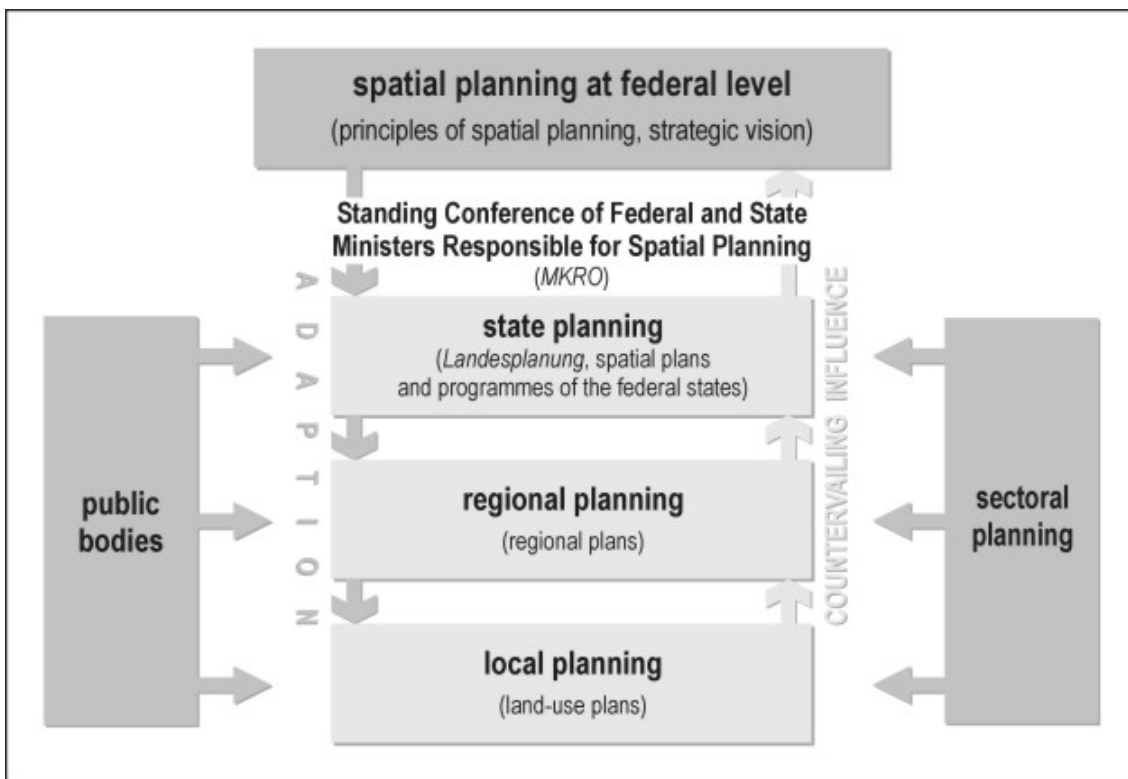 spatial planning at federal level
(principles of spatial planning, strategic vision)
Standing Conference of Federal and State
Ministers Responsible for Spatial Planning
(MKRO)
ADAPTION
COUNTERVAILING INFLUENCE
state planning
(Landesplanung, spatial plans
and programmes of the federal states)
public
bodies
regional planning
(regional plans)
sectoral
planning
local planning
(land-use plans)